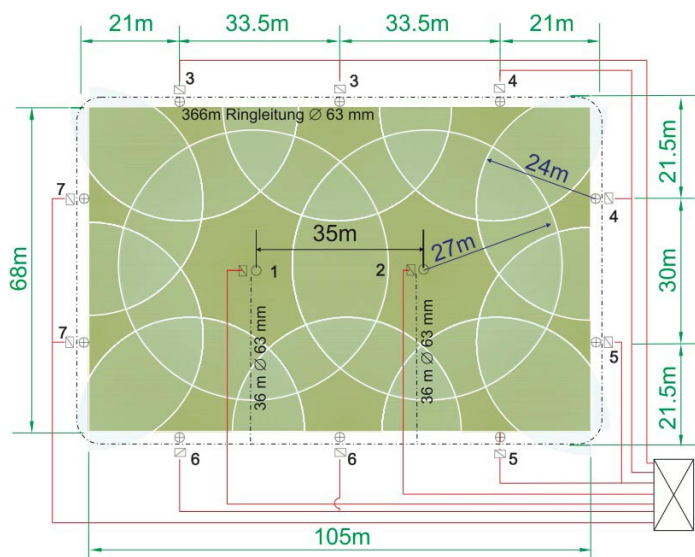 21m 33.5m 33.5m 21m
3 3 4
366m Ringleitung Ø 63 mm
21.5m
24m
7 4
35m
27m
68m
1 2
30m
36 m Ø 63 mm
36 m Ø 63 mm
7 5
21.5m
6 6 5
105m